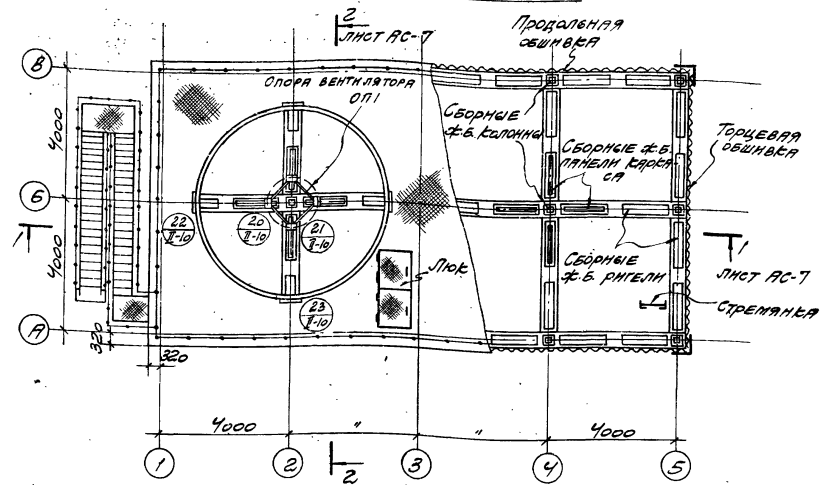 2
лист АС-7
Продольная
обшивка
В
Опора вентилятора
ОП1
Сборные
ж.б. колонны
Сборные ж.б.
панели карка-
са
Торцевая
обшивка
4000
Б
22
II-10
20
II-10
21
II-10
1
1
Люк
Сборные
ж.б. ригели
лист АС-7
Стремянка
4000
23
II-10
А
320
320
4000
"
"
4000
1
2
3
4
5
2